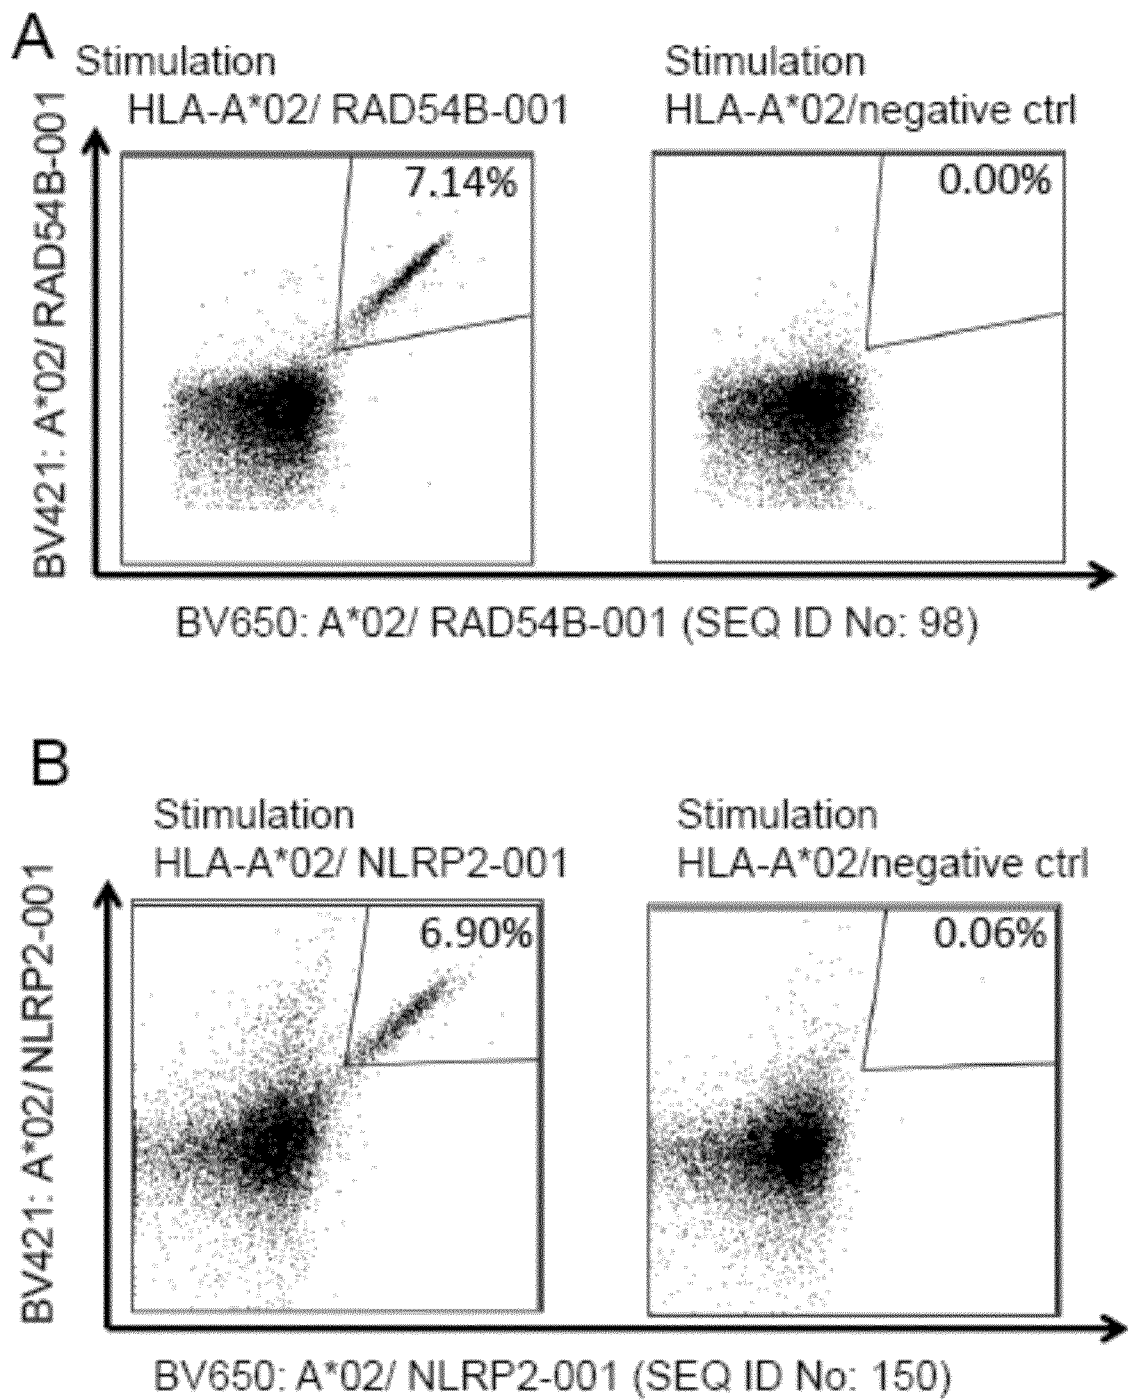 A
Stimulation
HLA-A*02/ RAD54B-001
Stimulation
HLA-A*02/negative ctrl
BV421: A*02/ RAD54B-001
7.14%
0.00%
BV650: A*02/ RAD54B-001 (SEQ ID No: 98)
B
Stimulation
HLA-A*02/ NLRP2-001
Stimulation
HLA-A*02/negative ctrl
BV421: A*02/ NLRP2-001
6.90%
0.06%
BV650: A*02/ NLRP2-001 (SEQ ID No: 150)